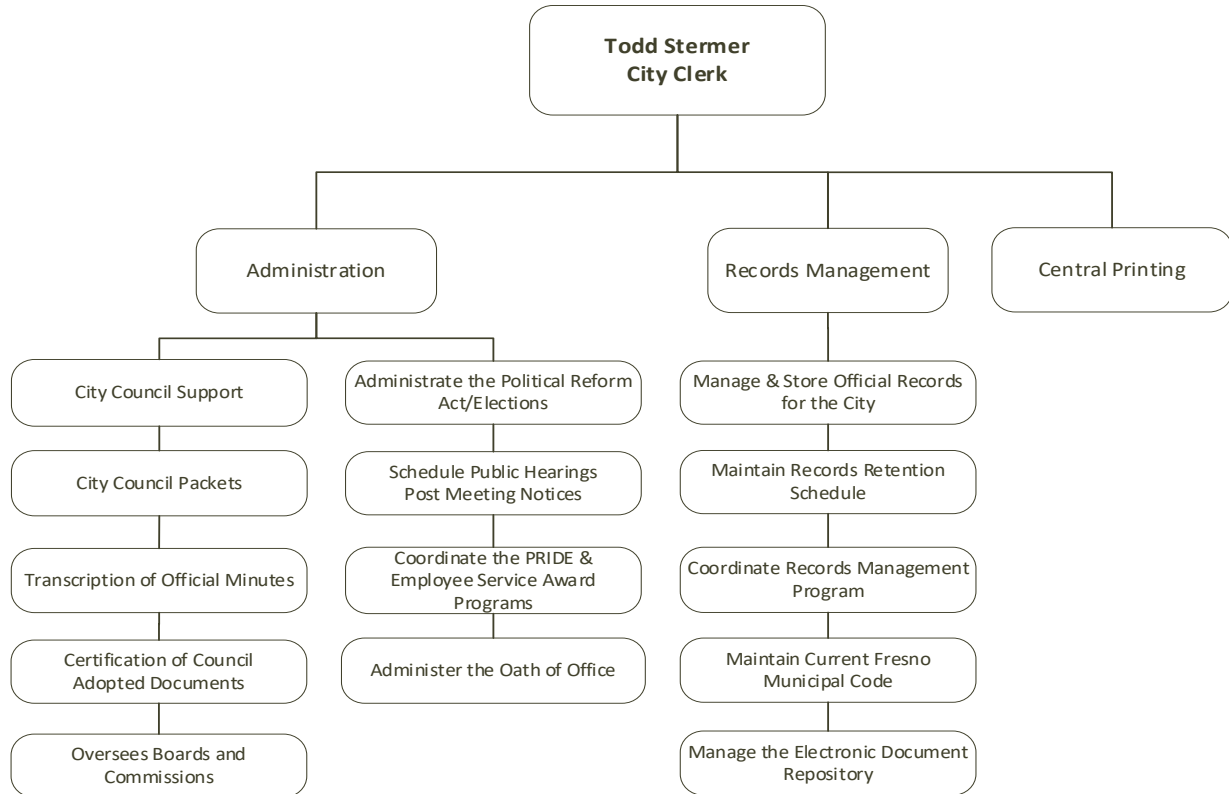 Todd Stermer
City Clerk
Administration
Records Management
Central Printing
City Council Support
City Council Packets
Transcription of Official Minutes
Certification of Council
Adopted Documents
Oversees Boards and
Commissions
Administrate the Political Reform
Act/Elections
Schedule Public Hearings
Post Meeting Notices
Coordinate the PRIDE &
Employee Service Award
Programs
Administer the Oath of Office
Manage & Store Official Records
for the City
Maintain Records Retention
Schedule
Coordinate Records Management
Program
Maintain Current Fresno
Municipal Code
Manage the Electronic Document
Repository